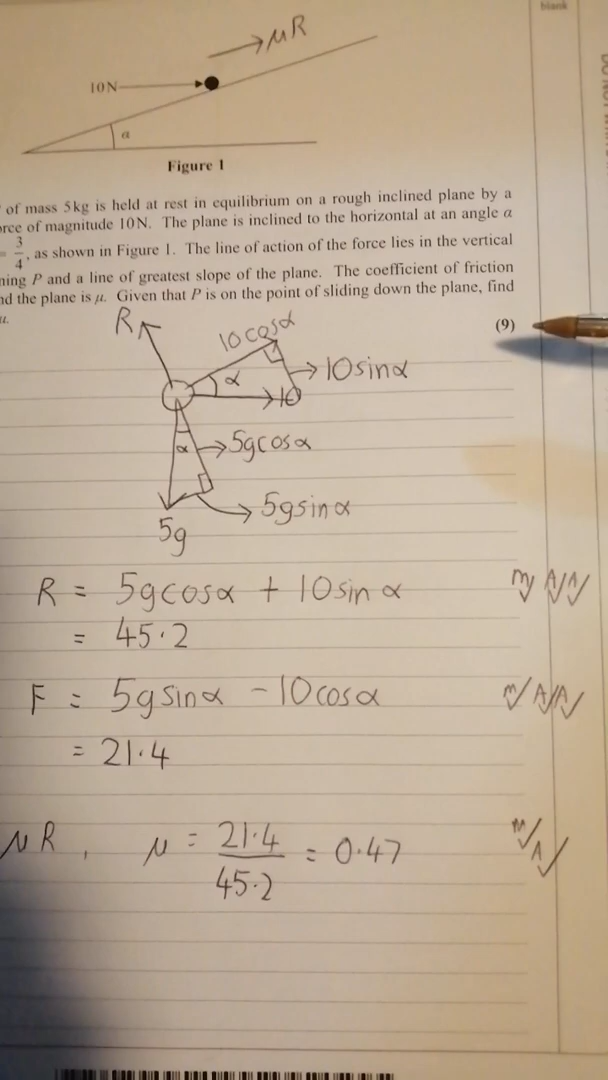 blank
μR
10N
α
Figure 1
of mass 5 kg is held at rest in equilibrium on a rough inclined plane by a
orce of magnitude 10 N. The plane is inclined to the horizontal at an angle α
= 3/4, as shown in Figure 1. The line of action of the force lies in the vertical
ning P and a line of greatest slope of the plane. The coefficient of friction
nd the plane is μ. Given that P is on the point of sliding down the plane, find
u.
(9)
R
10cosα
α
10sinα
10
α
5gcosα
5gsinα
5g
R = 5gcosα + 10sinα M A A
= 45.2
F = 5gsinα - 10cosα M A A
= 21.4
μR, μ = 21.4/45.2 = 0.47 M A